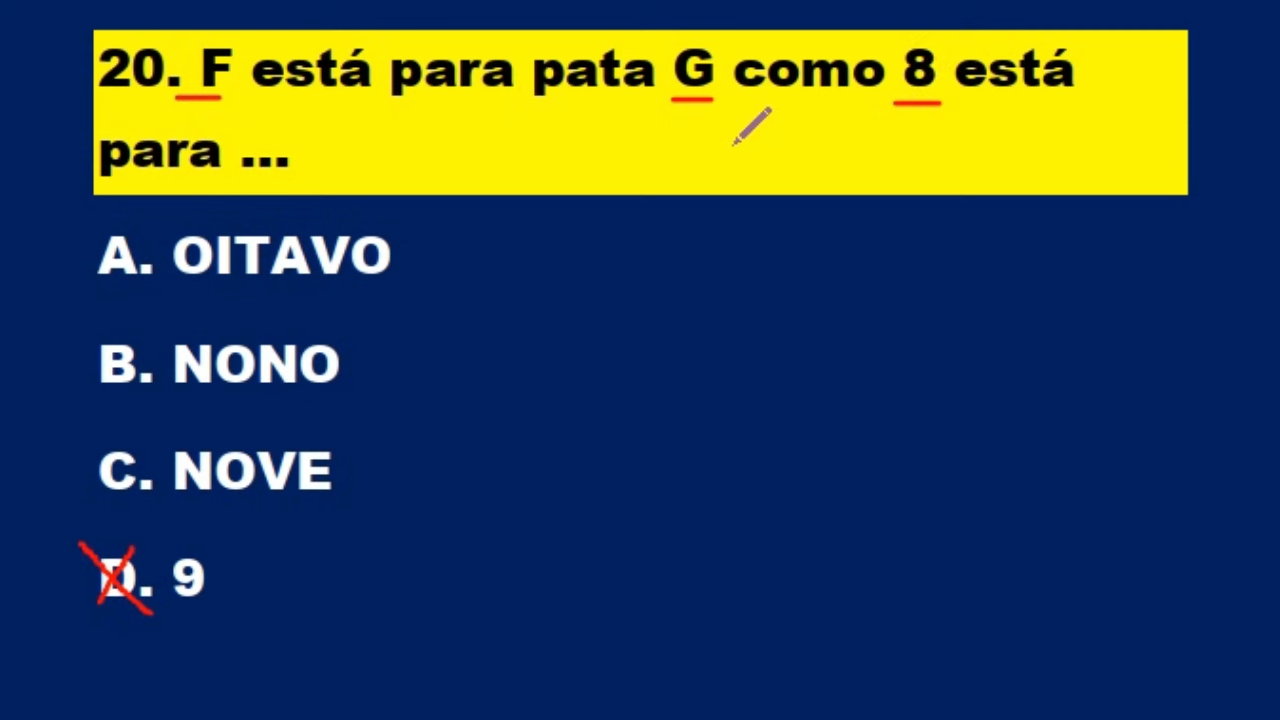 20. F está para pata G como 8 está
para ...
A. OITAVO
B. NONO
C. NOVE
D. 9